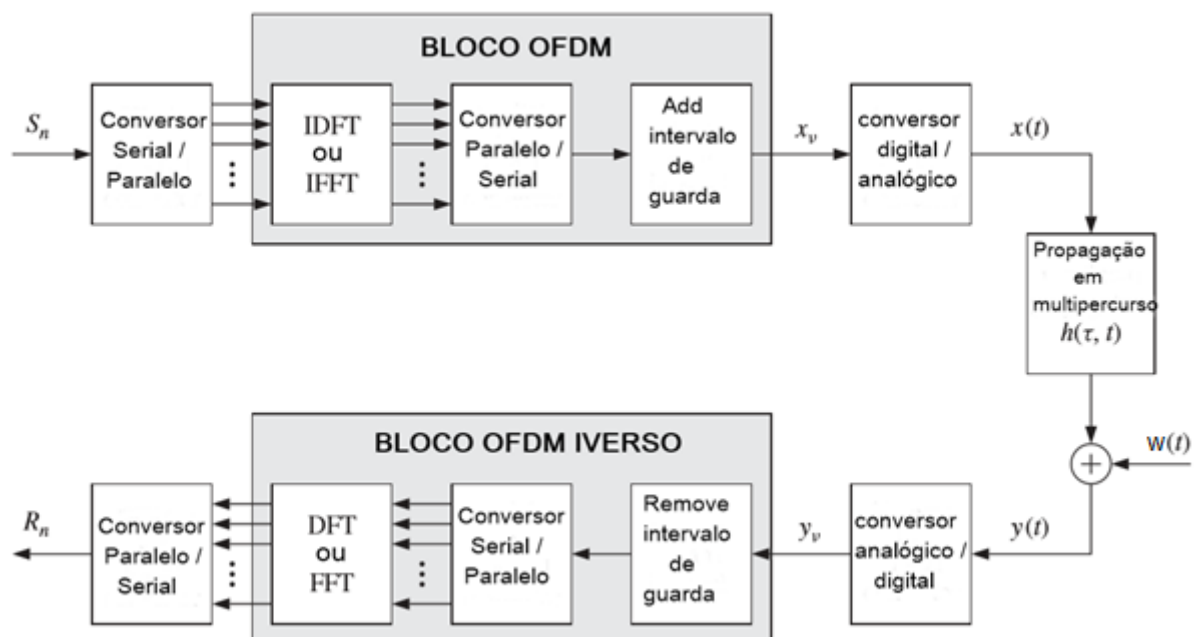 BLOCO OFDM
S_n
Conversor
Serial /
Paralelo
IDFT
ou
IFFT
Conversor
Paralelo /
Serial
Add
intervalo
de
guarda
x_v
conversor
digital /
analógico
x(t)
Propagação
em
multipercurso
h(τ, t)
W(t)
BLOCO OFDM IVERSO
R_n
Conversor
Paralelo /
Serial
DFT
ou
FFT
Conversor
Serial /
Paralelo
Remove
intervalo
de
guarda
y_v
conversor
analógico /
digital
y(t)